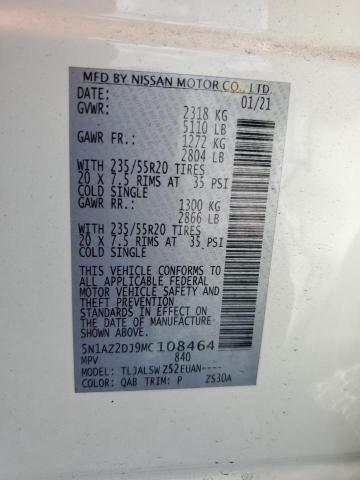 MFD BY NISSAN MOTOR CO., LTD.
DATE: 01/21
GVWR: 2318 KG
5110 LB
GAWR FR.: 1272 KG
2804 LB
WITH 235/55R20 TIRES
20 X 7.5 RIMS AT 35 PSI
COLD SINGLE
GAWR RR.: 1300 KG
2866 LB
WITH 235/55R20 TIRES
20 X 7.5 RIMS AT 35 PSI
COLD SINGLE
THIS VEHICLE CONFORMS TO
ALL APPLICABLE FEDERAL
MOTOR VEHICLE SAFETY AND
THEFT PREVENTION
STANDARDS IN EFFECT ON
THE DATE OF MANUFACTURE
SHOWN ABOVE.
5N1AZ2DJ9MC108464
MPV 840
MODEL: TLJALSWZ52EUAN----
COLOR: QAB TRIM: P ZS30A